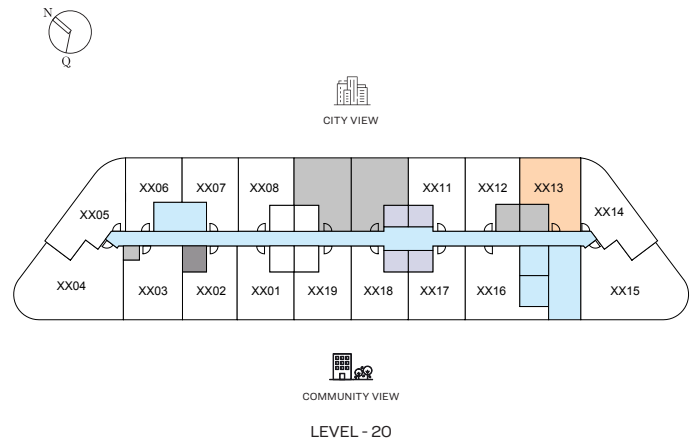 N
Q
CITY VIEW
XX06 XX07 XX08 XX11 XX12 XX13
XX05 XX14
XX04 XX03 XX02 XX01 XX19 XX18 XX17 XX16 XX15
COMMUNITY VIEW
LEVEL - 20